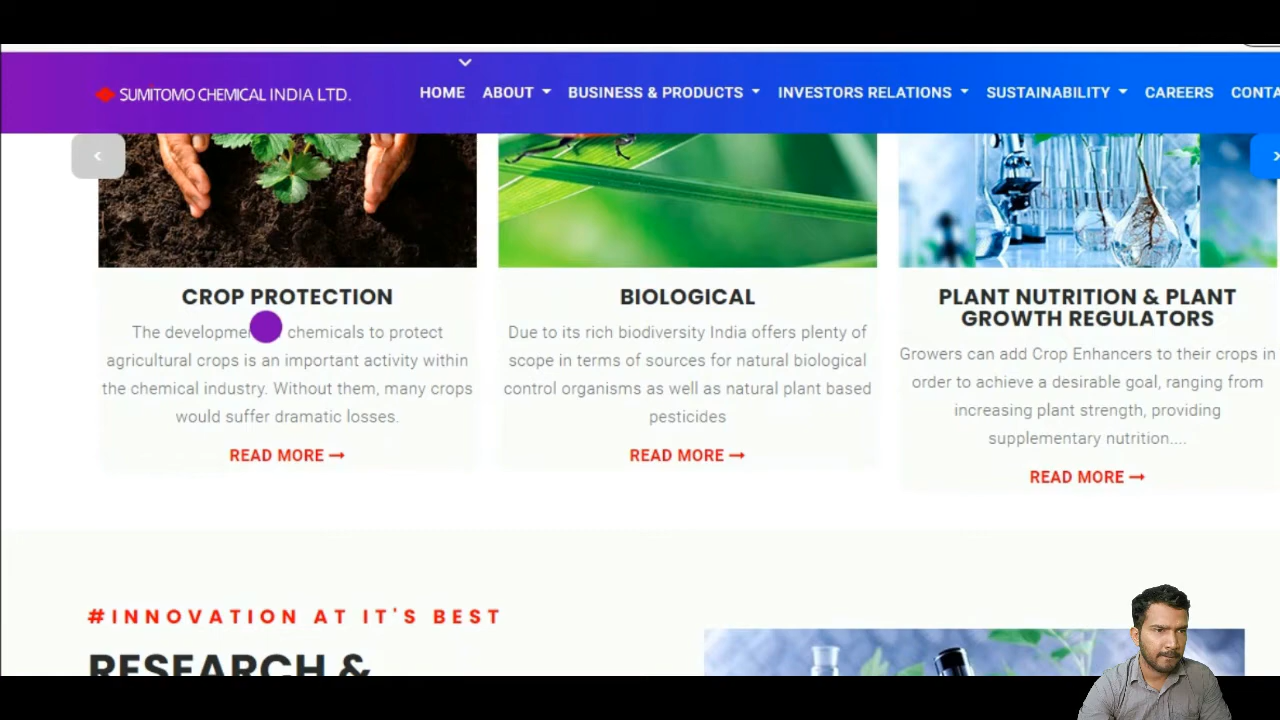 SUMITOMO CHEMICAL INDIA LTD.
HOME ABOUT BUSINESS & PRODUCTS INVESTORS RELATIONS SUSTAINABILITY CAREERS CONTA
CROP PROTECTION
The developmen chemicals to protect
agricultural crops is an important activity within
the chemical industry. Without them, many crops
would suffer dramatic losses.
READ MORE
BIOLOGICAL
Due to its rich biodiversity India offers plenty of
scope in terms of sources for natural biological
control organisms as well as natural plant based
pesticides
READ MORE
PLANT NUTRITION & PLANT
GROWTH REGULATORS
Growers can add Crop Enhancers to their crops in
order to achieve a desirable goal, ranging from
increasing plant strength, providing
supplementary nutrition....
READ MORE
#INNOVATION AT IT'S BEST
RESEARCH &